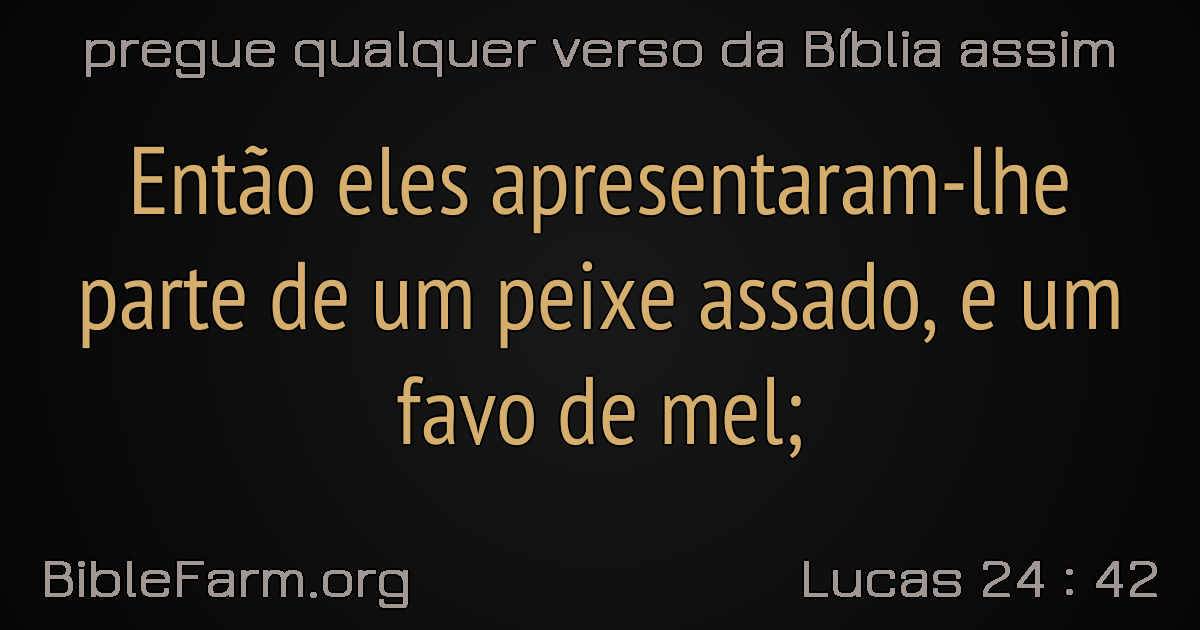 pregue qualquer verso da Bíblia assim
Então eles apresentaram-lhe
parte de um peixe assado, e um
favo de mel;
BibleFarm.org
Lucas 24 : 42